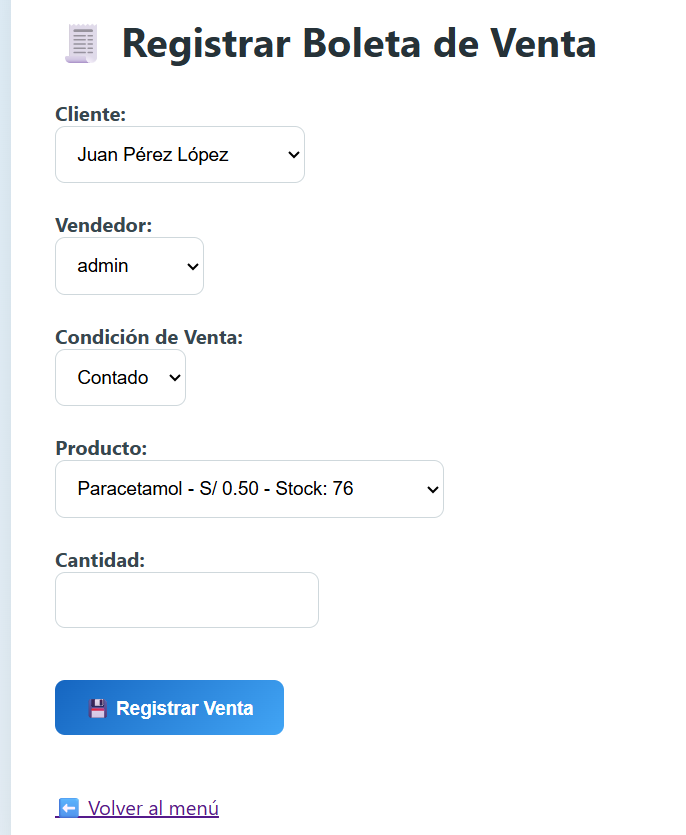 Registrar Boleta de Venta
Cliente:
Juan Pérez López
Vendedor:
admin
Condición de Venta:
Contado
Producto:
Paracetamol - S/ 0.50 - Stock: 76
Cantidad:
Registrar Venta
Volver al menú